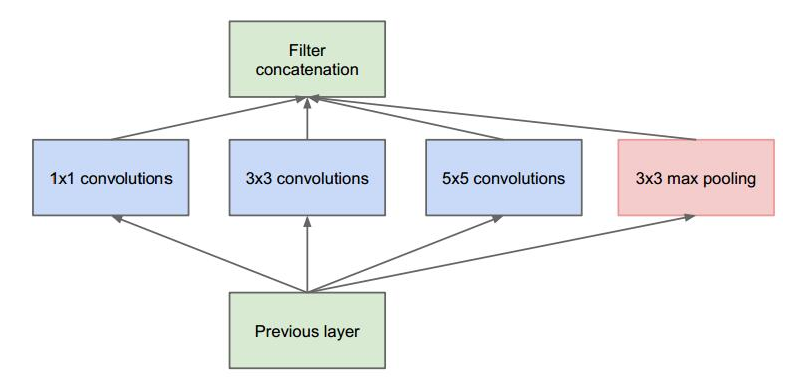 Filter
concatenation
1x1 convolutions
3x3 convolutions
5x5 convolutions
3x3 max pooling
Previous layer